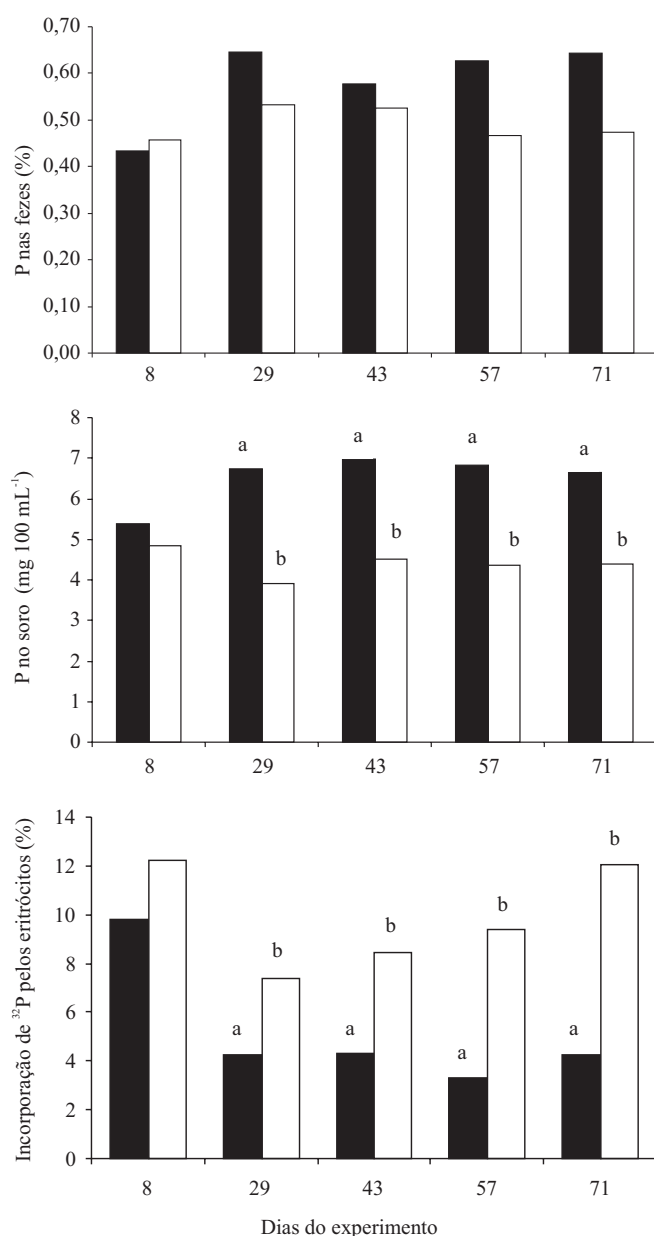 P nas fezes (%)
0,70
0,60
0,50
0,40
0,30
0,20
0,10
0,00
8 29 43 57 71
P no soro (mg 100 mL⁻¹)
8
7
6
5
4
3
2
1
0
a a a a
b b b b
8 29 43 57 71
Incorporação de ³²P pelos eritrócitos (%)
14
12
10
8
6
4
2
0
b b b b
a a a a
8 29 43 57 71
Dias do experimento